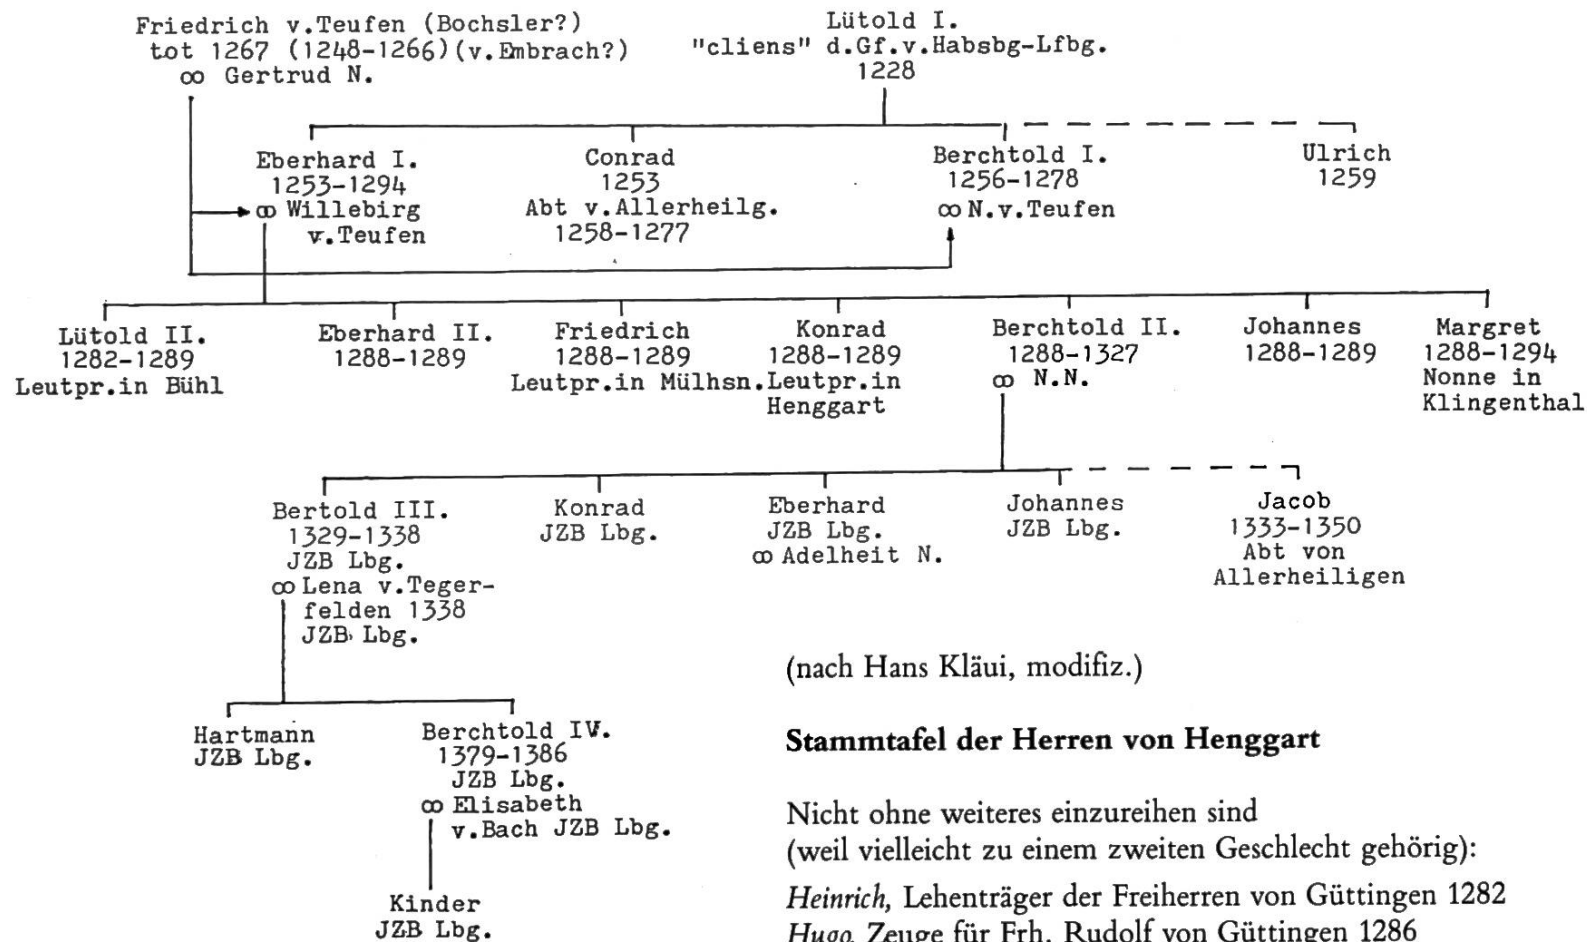 Friedrich v.Teufen (Bochsler?)
tot 1267 (1248-1266)(v.Embrach?)
∞ Gertrud N.
Lütold I.
"cliens" d.Gf.v.Habsbg-Lfbg.
1228
Eberhard I.
1253-1294
∞ Willebirg
v.Teufen
Conrad
1253
Abt v.Allerheilg.
1258-1277
Berchtold I.
1256-1278
∞ N.v.Teufen
Ulrich
1259
Lütold II.
1282-1289
Leutpr.in Bühl
Eberhard II.
1288-1289
Friedrich
1288-1289
Leutpr.in Mülhsn.
Konrad
1288-1289
Leutpr.in
Henggart
Berchtold II.
1288-1327
∞ N.N.
Johannes
1288-1289
Margret
1288-1294
Nonne in
Klingenthal
Bertold III.
1329-1338
JZB Lbg.
∞ Lena v.Teger-
felden 1338
JZB Lbg.
Konrad
JZB Lbg.
Eberhard
JZB Lbg.
∞ Adelheit N.
Johannes
JZB Lbg.
Jacob
1333-1350
Abt von
Allerheiligen
Hartmann
JZB Lbg.
Berchtold IV.
1379-1386
JZB Lbg.
∞ Elisabeth
v.Bach JZB Lbg.
Kinder
JZB Lbg.
(nach Hans Kläui, modifiz.)
Stammtafel der Herren von Henggart
Nicht ohne weiteres einzureihen sind
(weil vielleicht zu einem zweiten Geschlecht gehörig):
Heinrich, Lehenträger der Freiherren von Güttingen 1282
Hugo, Zeuge für Frh. Rudolf von Güttingen 1286